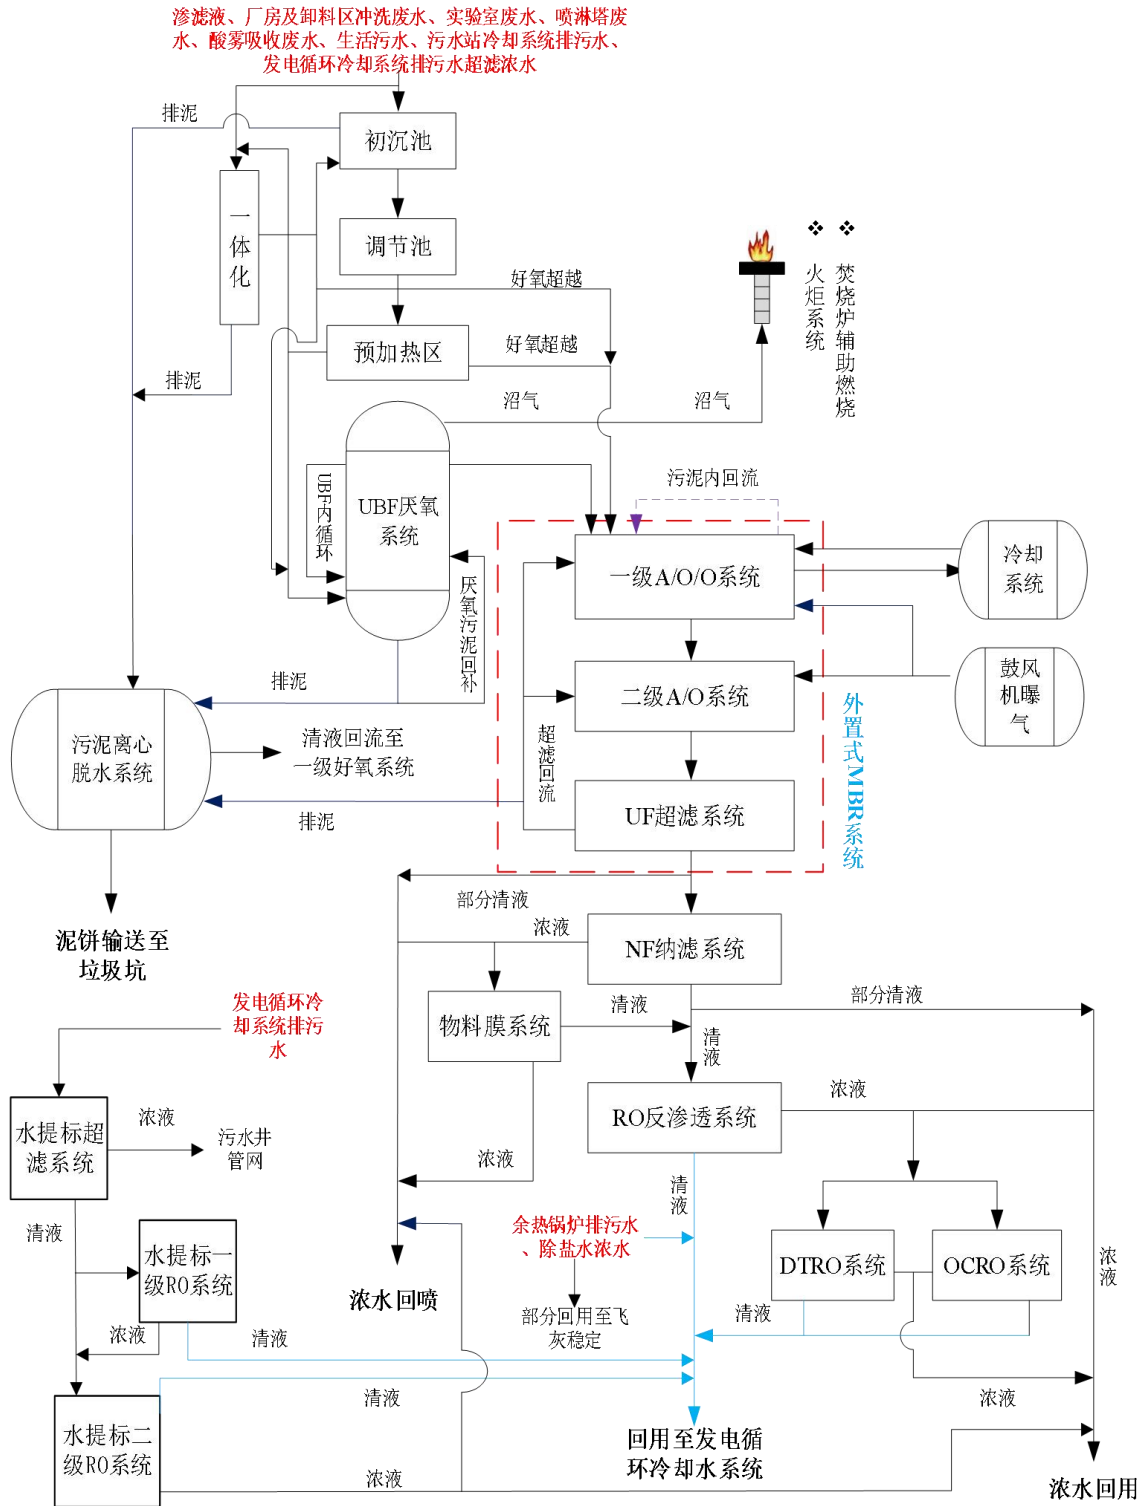 渗滤液、厂房及卸料区冲洗废水、实验室废水、喷淋塔废
水、酸雾吸收废水、生活污水、污水站冷却系统排污水、
发电循环冷却系统排污水超滤浓水
排泥
初沉池
一体化
调节池
好氧超越
火炬系统
焚烧炉辅助燃烧
预加热区
好氧超越
排泥
沼气
沼气
UBF内循环
UBF厌氧
系统
污泥内回流
一级A/O/O系统
冷却
系统
厌氧污泥回补
排泥
二级A/O系统
鼓风
机曝
气
污泥离心
脱水系统
清液回流至
一级好氧系统
超滤回流
外置式MBR系统
排泥
UF超滤系统
部分清液
浓液
NF纳滤系统
泥饼输送至
垃圾坑
部分清液
发电循环冷
却系统排污
水
物料膜系统
清液
清液
浓液
RO反渗透系统
水提标超
滤系统
浓液
污水井
管网
浓液
清液
清液
余热锅炉排污水
、除盐水浓水
水提标一
级RO系统
DTRO系统
OCRO系统
浓液
浓水回喷
部分回用至飞
灰稳定
清液
浓液
清液
清液
浓液
水提标二
级RO系统
回用至发电循
环冷却水系统
浓液
浓水回用